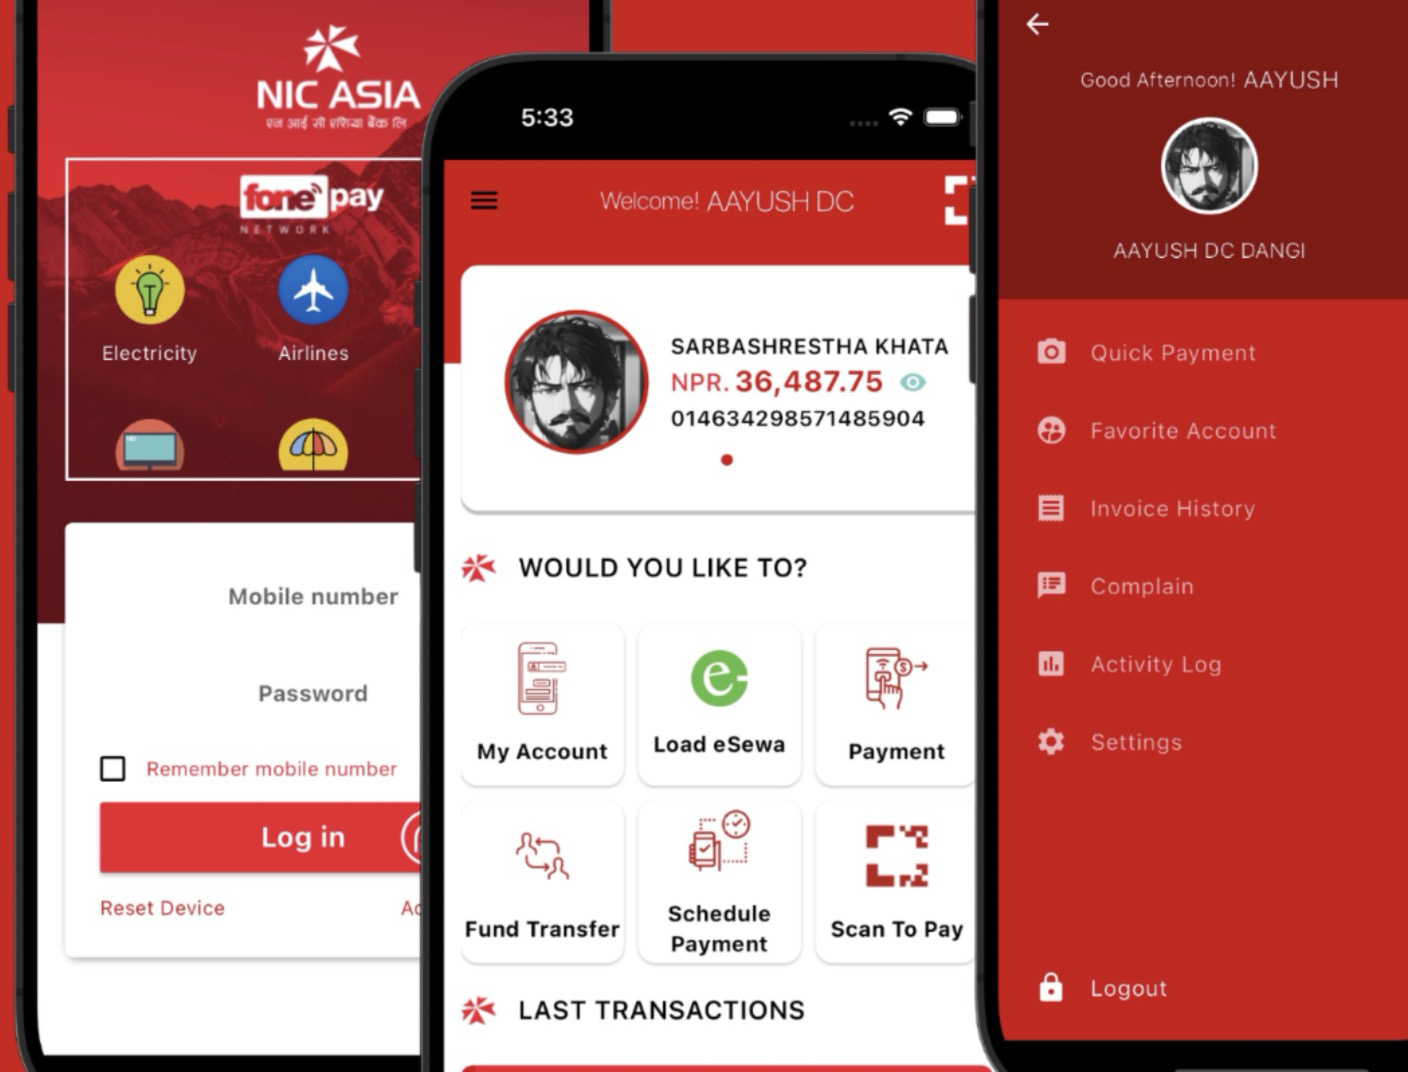 NIC ASIA
एन आई सी एशिया बैंक लि
fone pay
NETWORK
Electricity
Airlines
Mobile number
Password
Remember mobile number
Log in
Reset Device
5:33
Welcome! AAYUSH DC
SARBASHRESTHA KHATA
NPR. 36,487.75
014634298571485904
WOULD YOU LIKE TO?
My Account
Load eSewa
Payment
Fund Transfer
Schedule
Payment
Scan To Pay
LAST TRANSACTIONS
Good Afternoon! AAYUSH
AAYUSH DC DANGI
Quick Payment
Favorite Account
Invoice History
Complain
Activity Log
Settings
Logout